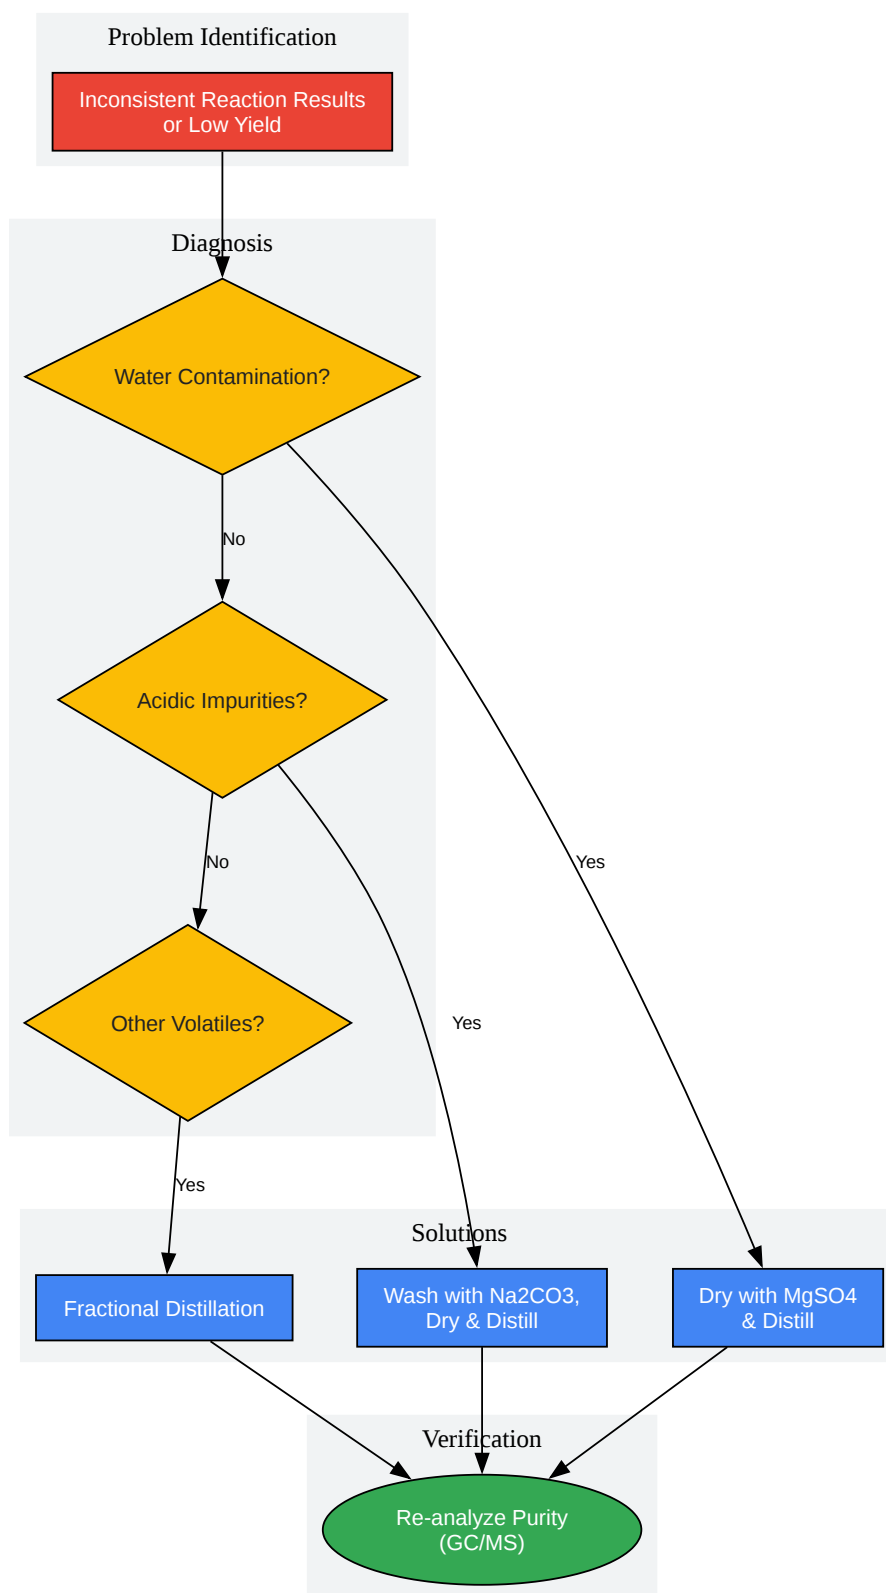 Problem Identification
Inconsistent Reaction Results
or Low Yield
Diagnosis
Water Contamination?
No
Acidic Impurities?
No
Yes
Other Volatiles?
Yes
Yes
Solutions
Fractional Distillation
Wash with Na2CO3,
Dry & Distill
Dry with MgSO4
& Distill
Verification
Re-analyze Purity
(GC/MS)